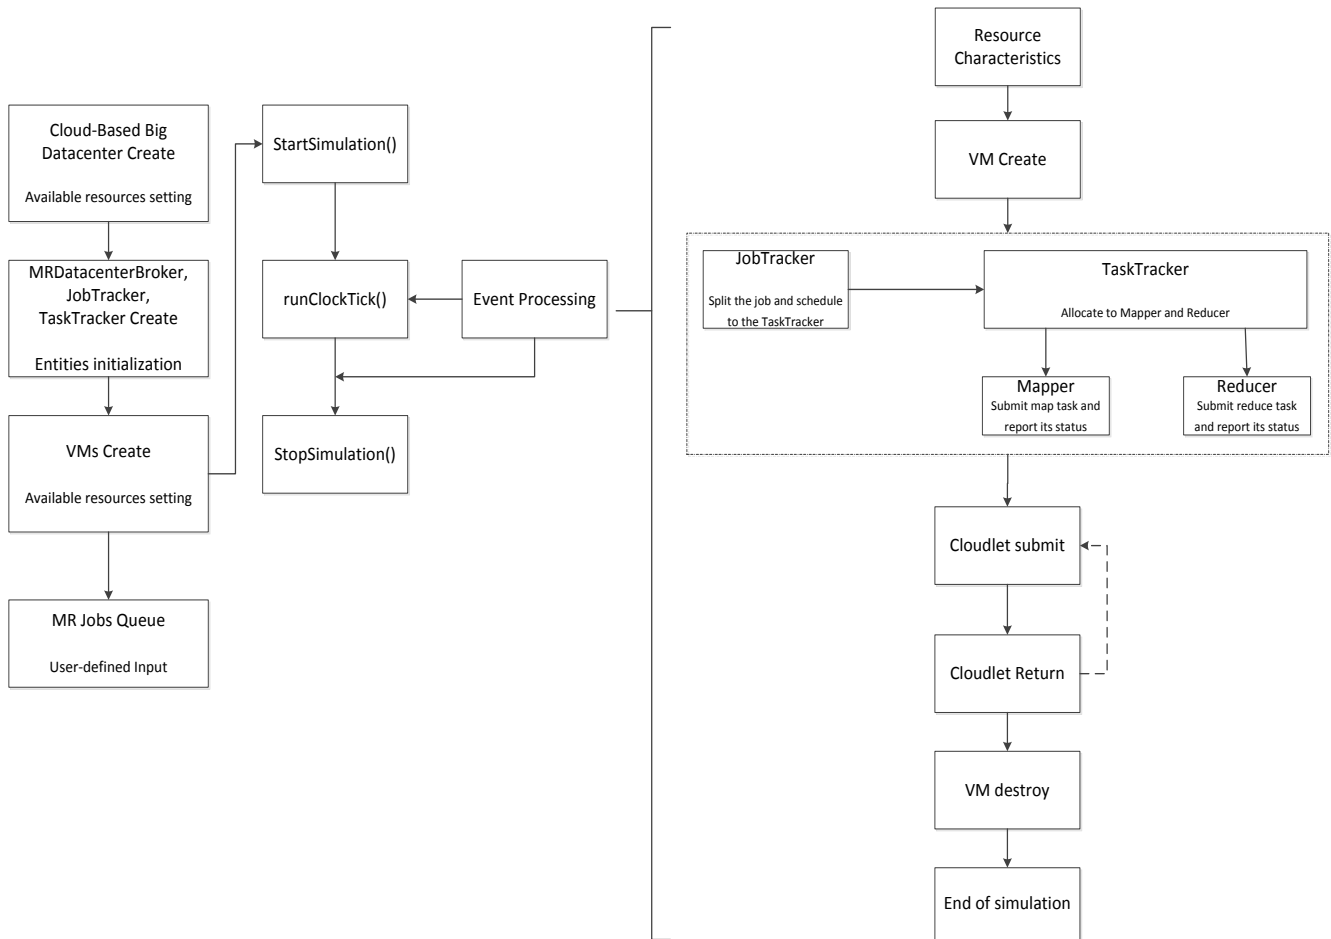 Cloud-Based Big
Datacenter Create
Available resources setting
MRDatacenterBroker,
JobTracker,
TaskTracker Create
Entities initialization
VMs Create
Available resources setting
MR Jobs Queue
User-defined Input
StartSimulation()
runClockTick()
Event Processing
StopSimulation()
Resource
Characteristics
VM Create
JobTracker
Split the job and schedule
to the TaskTracker
TaskTracker
Allocate to Mapper and Reducer
Mapper
Submit map task and
report its status
Reducer
Submit reduce task
and report its status
Cloudlet submit
Cloudlet Return
VM destroy
End of simulation